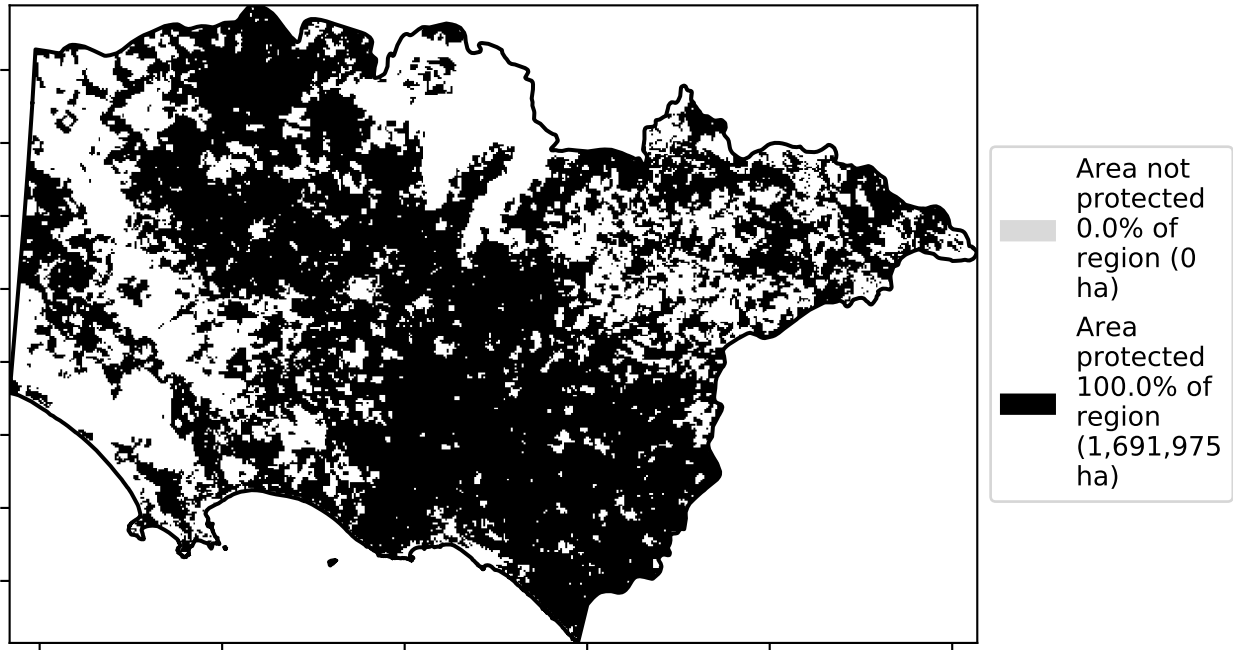 Area not
protected
0.0% of
region (0
ha)
Area
protected
100.0% of
region
(1,691,975
ha)